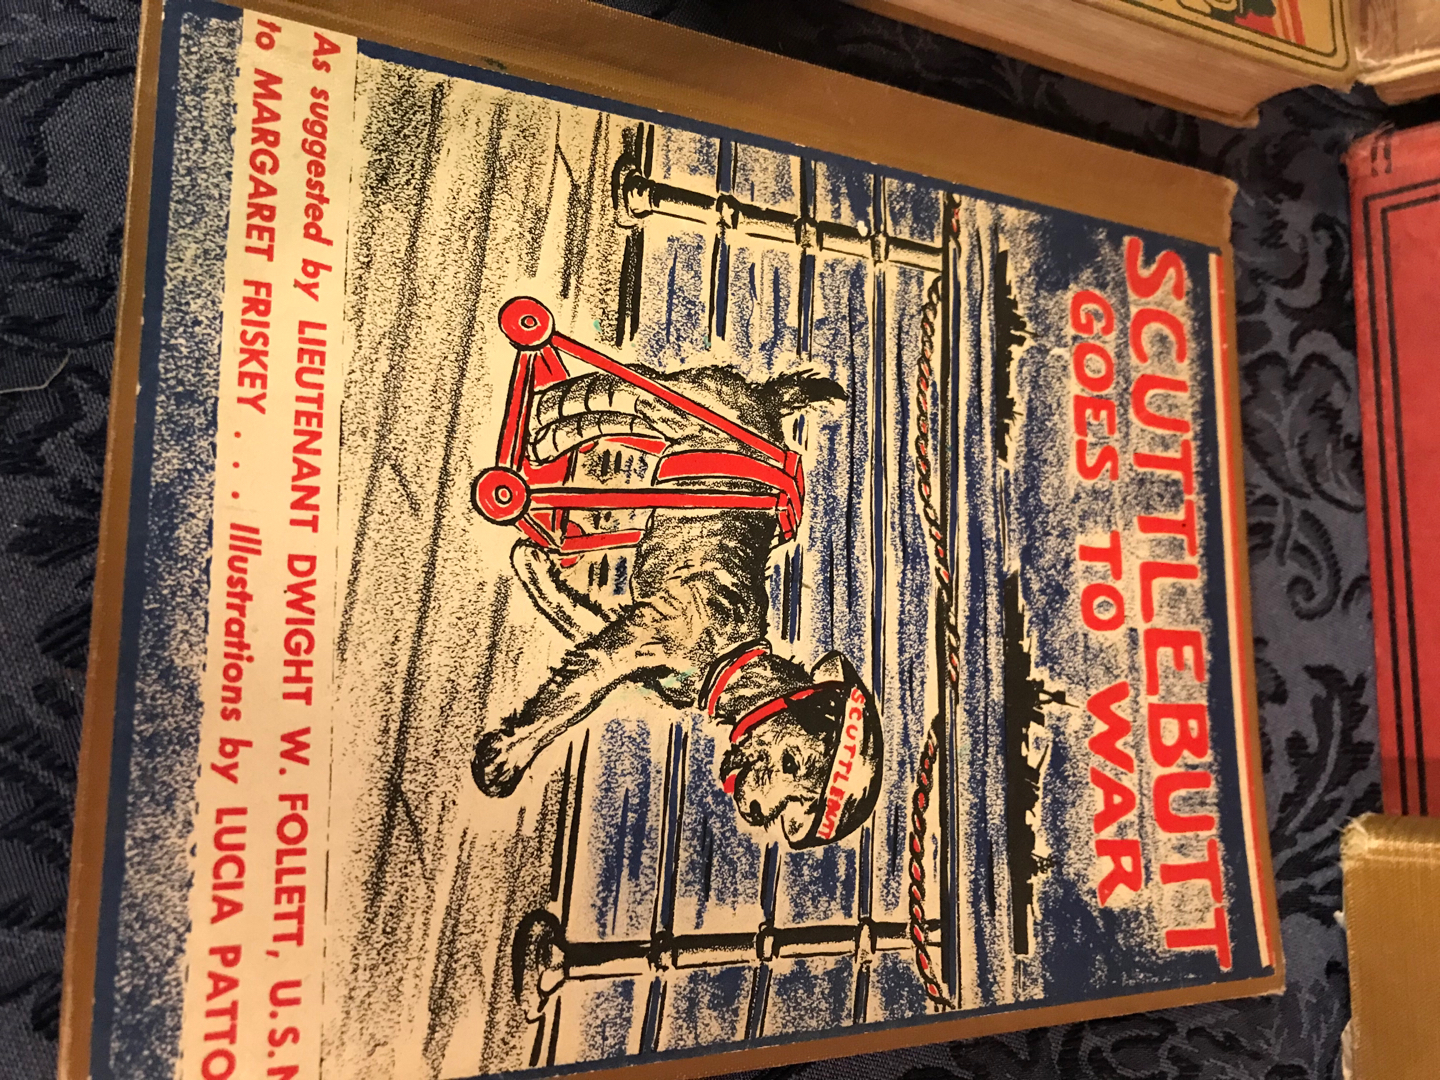 SCUTTLEBUTT
GOES TO WAR
SCUTTLEBUTT
As suggested by LIEUTENANT DWIGHT W. FOLLETT, U.S.N
to MARGARET FRISKEY . . . Illustrations by LUCIA PATTO